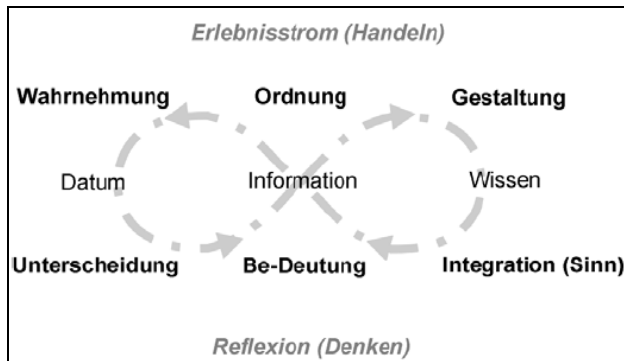 Erlebnisstrom (Handeln)
Wahrnehmung Ordnung Gestaltung
Datum Information Wissen
Unterscheidung Be-Deutung Integration (Sinn)
Reflexion (Denken)